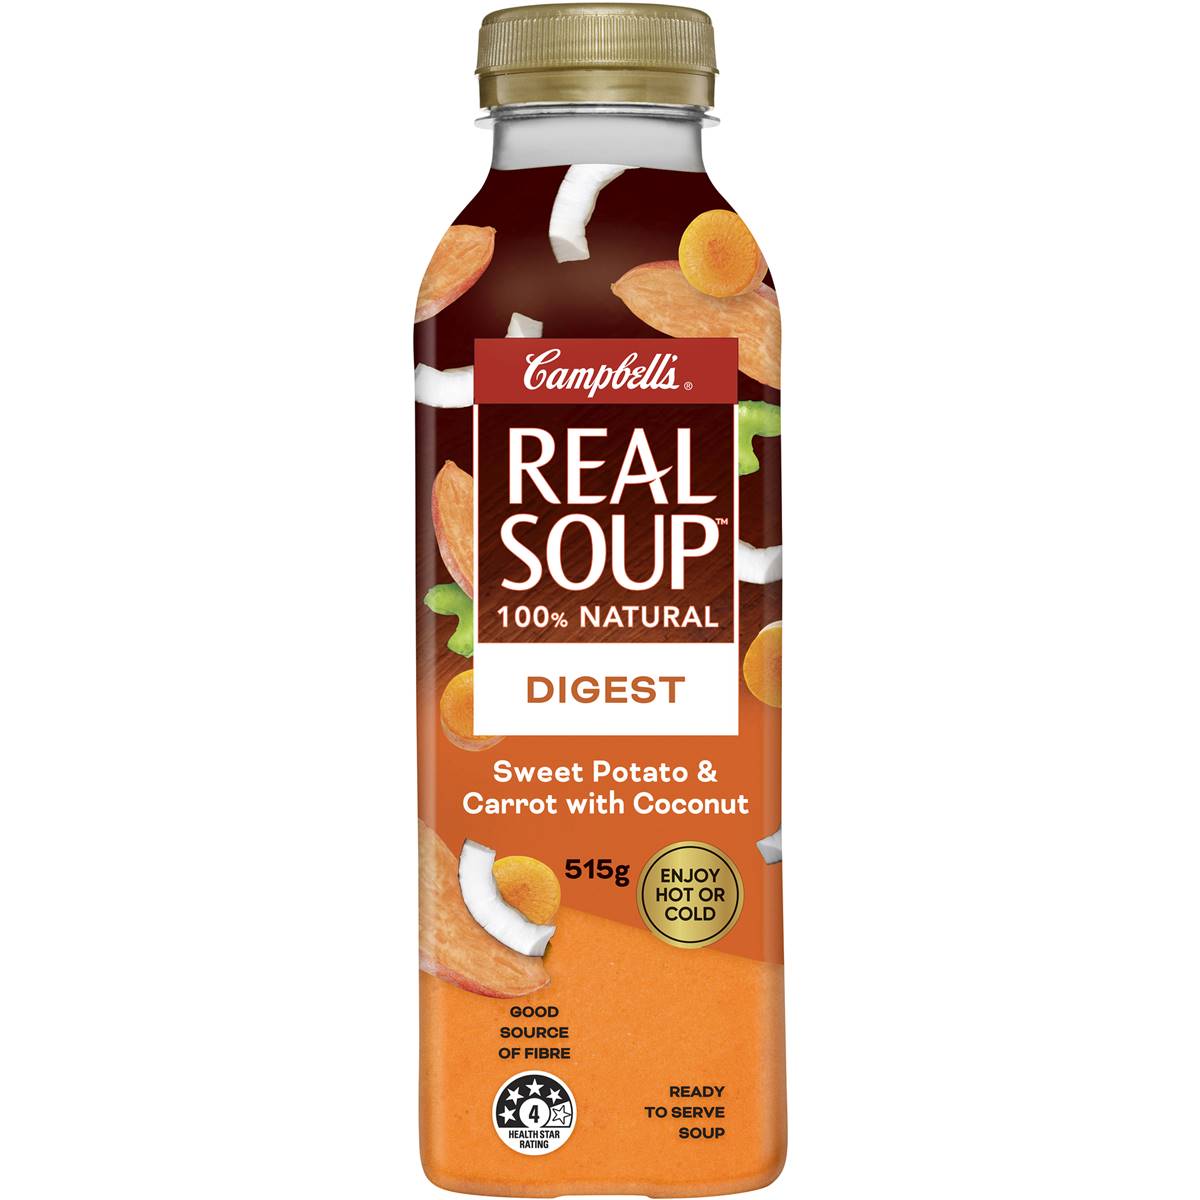 Campbell's®
REAL
SOUP™
100% NATURAL
DIGEST
Sweet Potato &
Carrot with Coconut
515g
ENJOY
HOT OR
COLD
GOOD
SOURCE
OF FIBRE
4
HEALTH STAR
RATING
READY
TO SERVE
SOUP